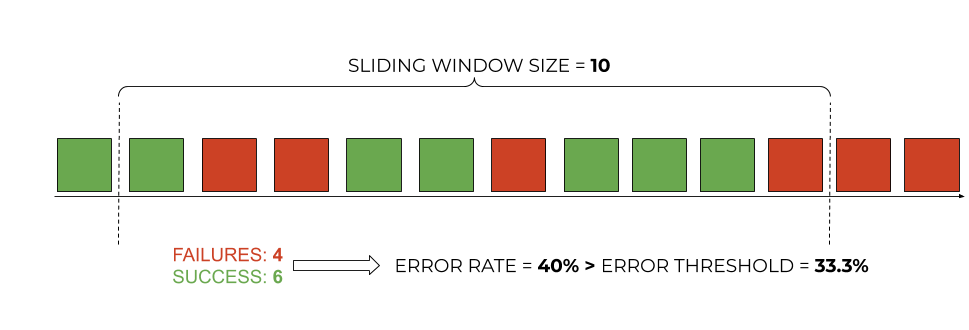 SLIDING WINDOW SIZE = 10
FAILURES: 4
SUCCESS: 6
ERROR RATE = 40% > ERROR THRESHOLD = 33.3%